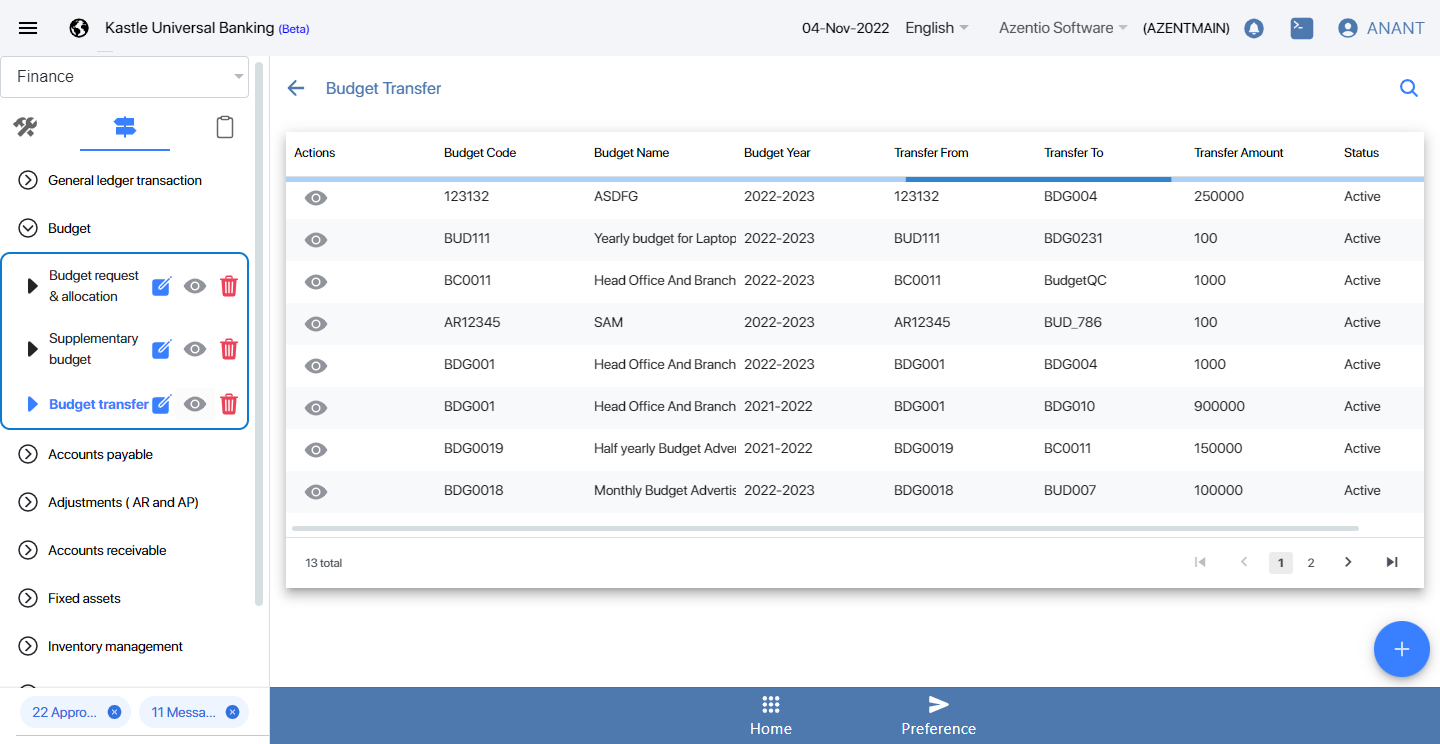 Kastle Universal Banking (Beta)
04-Nov-2022
English
Azentio Software
(AZENTMAIN)
ANANT
Finance
General ledger transaction
Budget
Budget request
& allocation
Supplementary
budget
Budget transfer
Accounts payable
Adjustments ( AR and AP)
Accounts receivable
Fixed assets
Inventory management
22 Appro...
11 Messa...
Budget Transfer
Actions Budget Code Budget Name Budget Year Transfer From Transfer To Transfer Amount Status
123132 ASDFG 2022-2023 123132 BDG004 250000 Active
BUD111 Yearly budget for Laptop 2022-2023 BUD111 BDG0231 100 Active
BC0011 Head Office And Branch 2022-2023 BC0011 BudgetQC 1000 Active
AR12345 SAM 2022-2023 AR12345 BUD_786 100 Active
BDG001 Head Office And Branch 2022-2023 BDG001 BDG004 1000 Active
BDG001 Head Office And Branch 2021-2022 BDG001 BDG010 900000 Active
BDG0019 Half yearly Budget Adver 2021-2022 BDG0019 BC0011 150000 Active
BDG0018 Monthly Budget Advertis 2022-2023 BDG0018 BUD007 100000 Active
13 total
1 2
Home
Preference